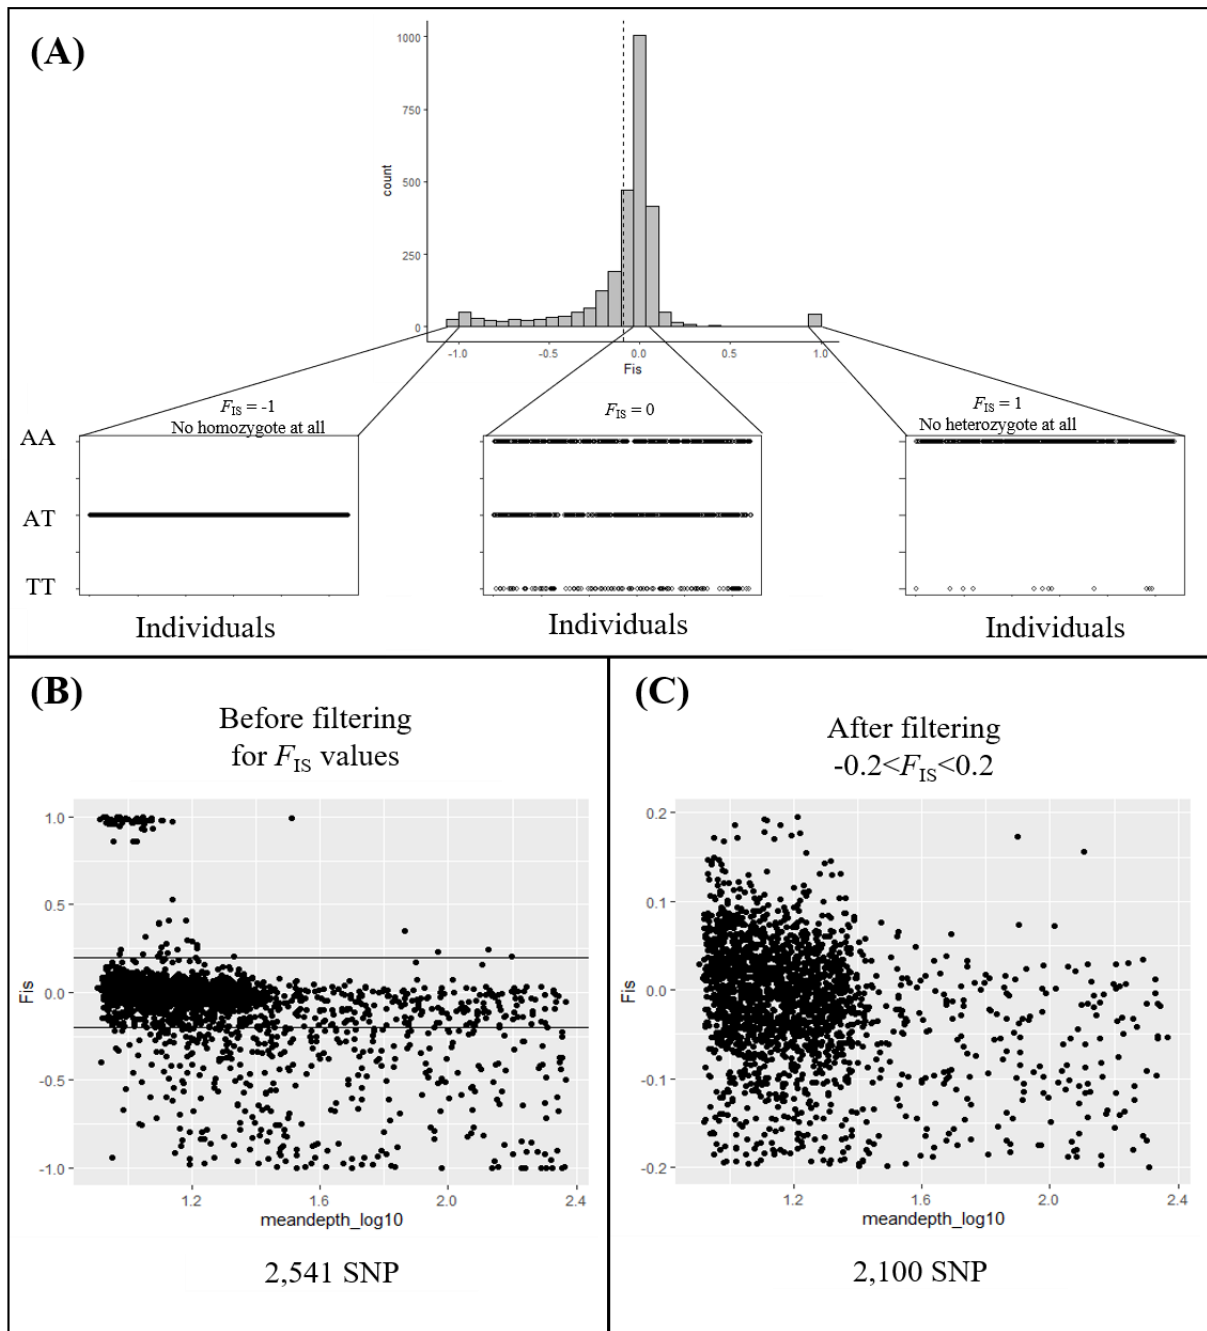 (A)
1000
750
500
250
0
count
-1.0
-0.5
0.0
0.5
1.0
Fis
FIS = -1
No homozygote at all
FIS = 0
FIS = 1
No heterozygote at all
AA
AT
TT
Individuals
Individuals
Individuals
(B)
Before filtering
for FIS values
1.0
0.5
0.0
-0.5
-1.0
Fis
1.2
1.6
2.0
2.4
meandepth_log10
2,541 SNP
(C)
After filtering
-0.2<FIS<0.2
0.2
0.1
0.0
-0.1
-0.2
Fis
1.2
1.6
2.0
2.4
meandepth_log10
2,100 SNP